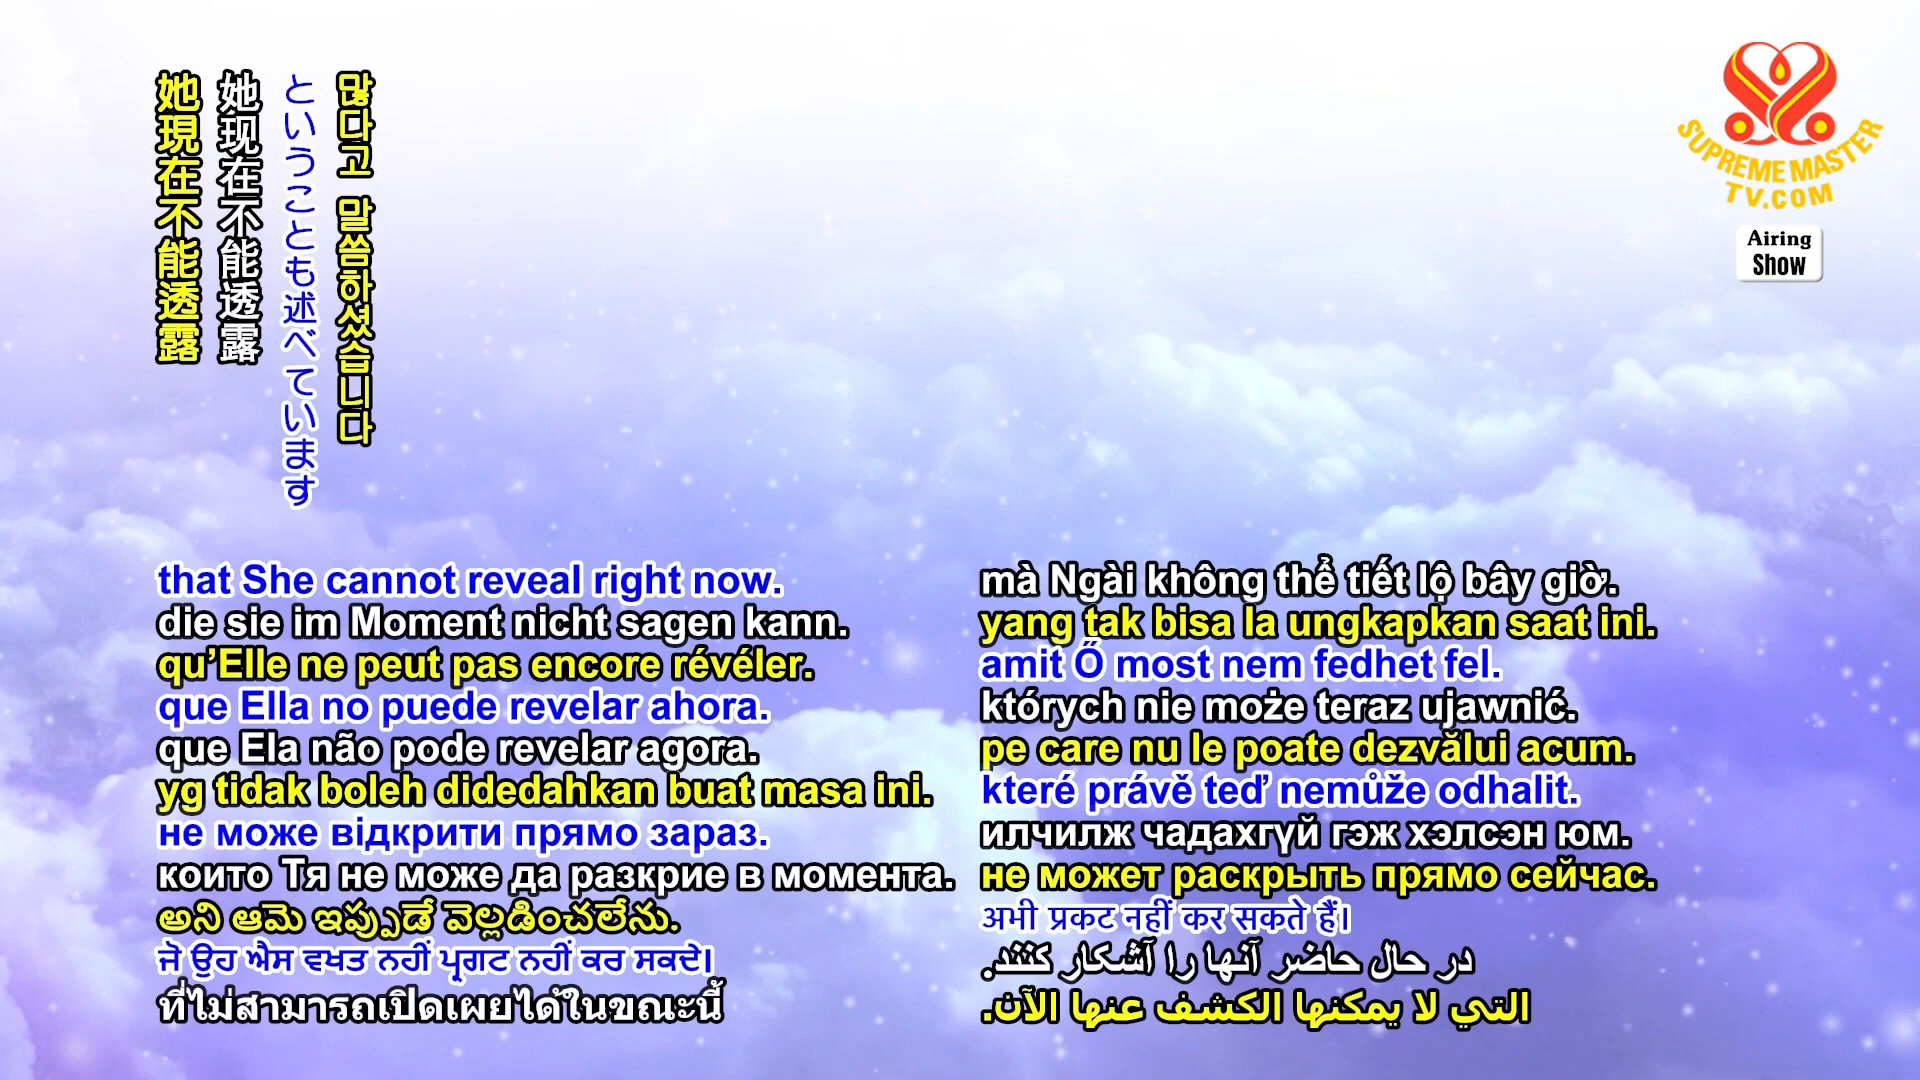 她現在不能透露
她现在不能透露
ということも述べています
많다고 말씀하셨습니다
SUPREME MASTER
TV.COM
Airing
Show
that She cannot reveal right now.
die sie im Moment nicht sagen kann.
qu’Elle ne peut pas encore révéler.
que Ella no puede revelar ahora.
que Ela não pode revelar agora.
yg tidak boleh didedahkan buat masa ini.
не може відкрити прямо зараз.
които Тя не може да разкрие в момента.
అని ఆమె ఇప్పుడే వెల్లడించలేను.
ਜੋ ਉਹ ਐਸ ਵਖਤ ਨਹੀਂ ਪ੍ਰਗਟ ਨਹੀਂ ਕਰ ਸਕਦੇ।
ที่ไม่สามารถเปิดเผยได้ในขณะนี้
mà Ngài không thể tiết lộ bây giờ.
yang tak bisa Ia ungkapkan saat ini.
amit Ő most nem fedhet fel.
których nie może teraz ujawnić.
pe care nu le poate dezvălui acum.
které právě teď nemůže odhalit.
илчилж чадахгүй гэж хэлсэн юм.
не может раскрыть прямо сейчас.
अभी प्रकट नहीं कर सकते हैं।
در حال حاضر آنها را آشکار کنند.
التي لا يمكنها الكشف عنها الآن.